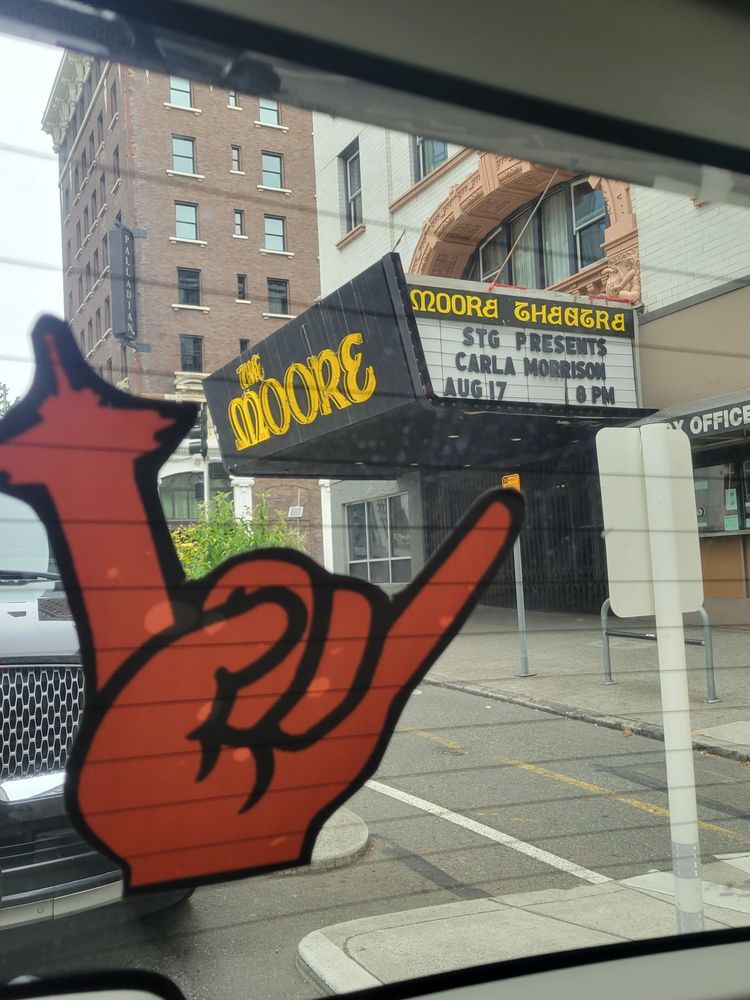 PALLADIAN
THE
MOORE
MOORE THEATRE
STG PRESENTS
CARLA MORRISON
AUG 17 8 PM
X OFFICE